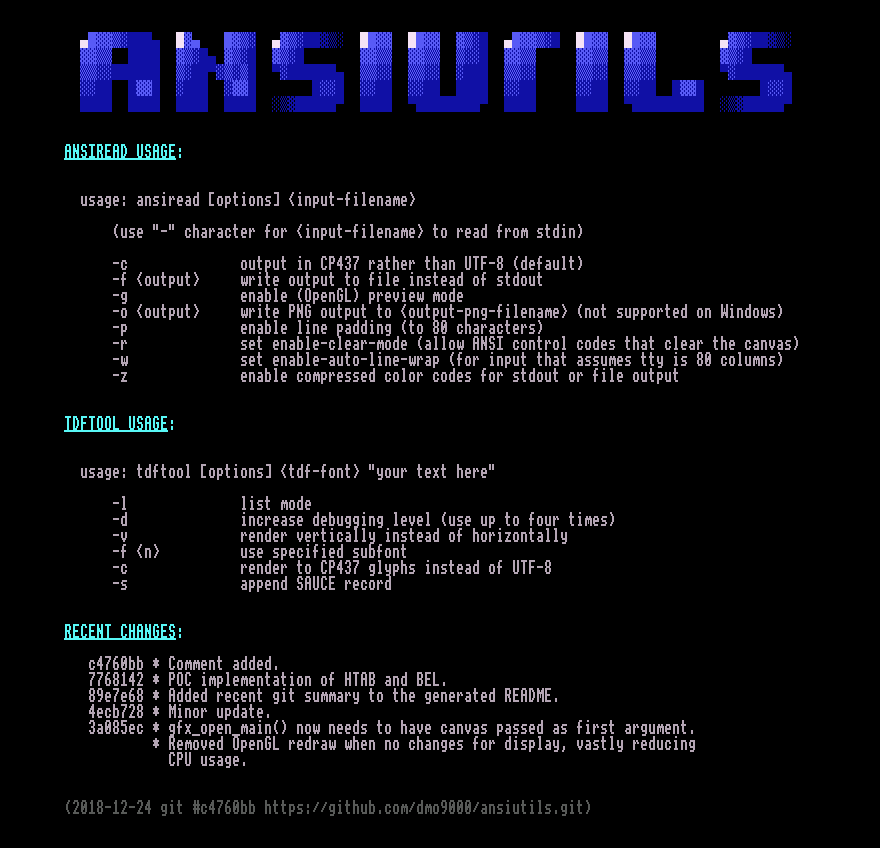 ANSIUTILS
ANSIREAD USAGE:
usage: ansiread [options] <input-filename>
(use "-" character for <input-filename> to read from stdin)
-c output in CP437 rather than UTF-8 (default)
-f <output> write output to file instead of stdout
-g enable (OpenGL) preview mode
-o <output> write PNG output to <output-png-filename> (not supported on Windows)
-p enable line padding (to 80 characters)
-r set enable-clear-mode (allow ANSI control codes that clear the canvas)
-w set enable-auto-line-wrap (for input that assumes tty is 80 columns)
-z enable compressed color codes for stdout or file output
TDFTOOL USAGE:
usage: tdftool [options] <tdf-font> "your text here"
-l list mode
-d increase debugging level (use up to four times)
-v render vertically instead of horizontally
-f <n> use specified subfont
-c render to CP437 glyphs instead of UTF-8
-s append SAUCE record
RECENT CHANGES:
c4760bb * Comment added.
7768142 * POC implementation of HTAB and BEL.
89e7e68 * Added recent git summary to the generated README.
4ecb728 * Minor update.
3a085ec * gfx_open_main() now needs to have canvas passed as first argument.
* Removed OpenGL redraw when no changes for display, vastly reducing
CPU usage.
(2018-12-24 git #c4760bb https://github.com/dmo9000/ansiutils.git)